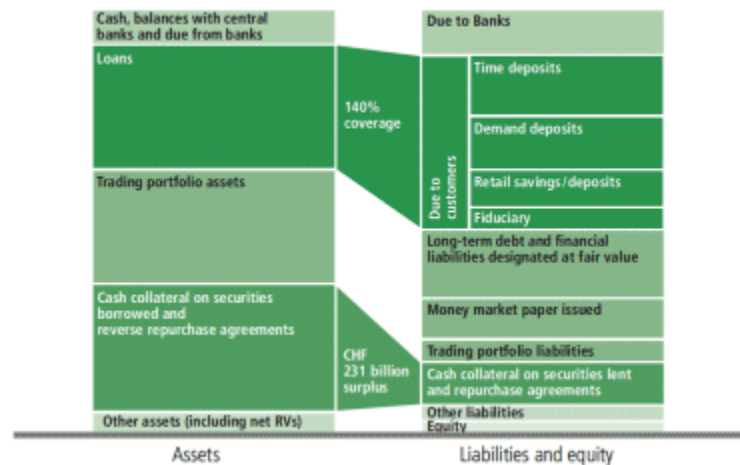 Cash, balances with central
banks and due from banks
Loans
Trading portfolio assets
Cash collateral on securities
borrowed and
reverse repurchase agreements
Other assets (including net RVs)
Assets
140%
coverage
CHF
231 billion
surplus
Due to Banks
Due to
customers
Time deposits
Demand deposits
Retail savings/deposits
Fiduciary
Long-term debt and financial
liabilities designated at fair value
Money market paper issued
Trading portfolio liabilities
Cash collateral on securities lent
and repurchase agreements
Other liabilities
Equity
Liabilities and equity